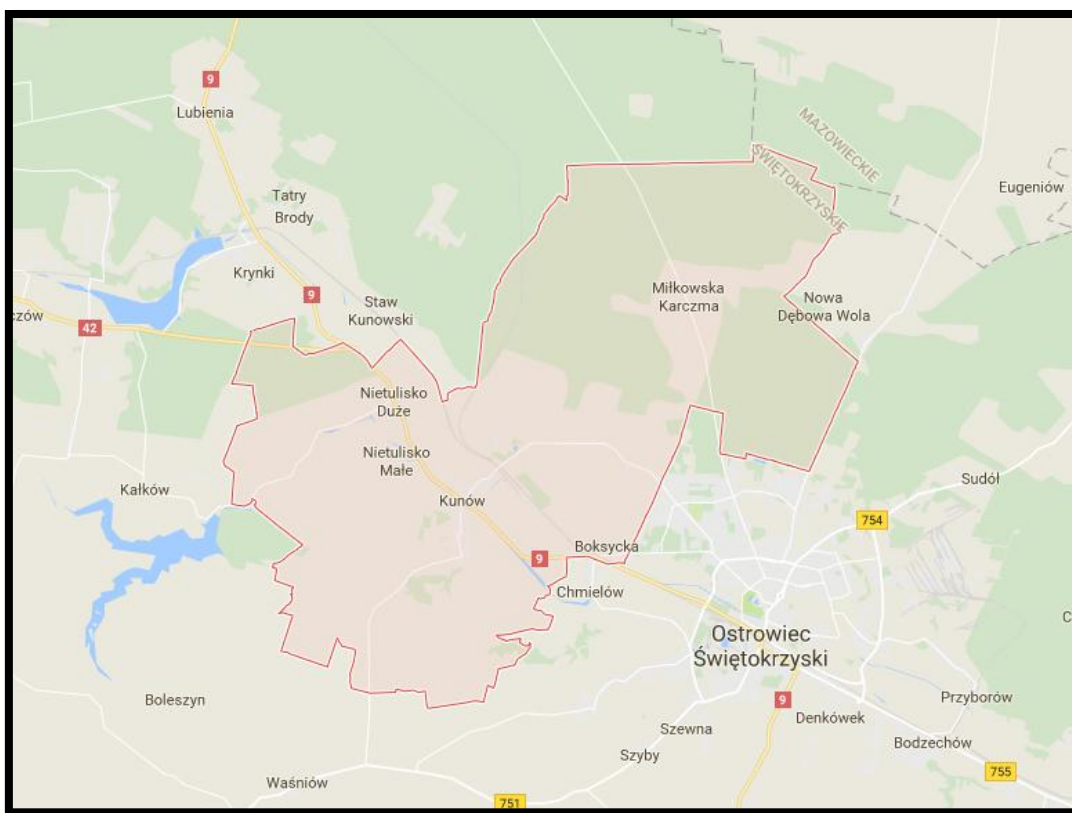 9
Lubienia
MAZOWIECKIE
ŚWIĘTOKRZYSKIE
Eugeniów
Tatry
Brody
Krynki
9
Staw
Kunowski
Miłkowska
Karczma
Nowa
Dębowa Wola
czów
42
Nietulisko
Duże
Nietulisko
Małe
Kałków
Kunów
Sudół
754
Boksycka
9
Chmielów
Ostrowiec
Świętokrzyski
Boleszyn
9
Przyborów
Denkówek
Szewna
Bodzechów
Szyby
Waśniów
755
751